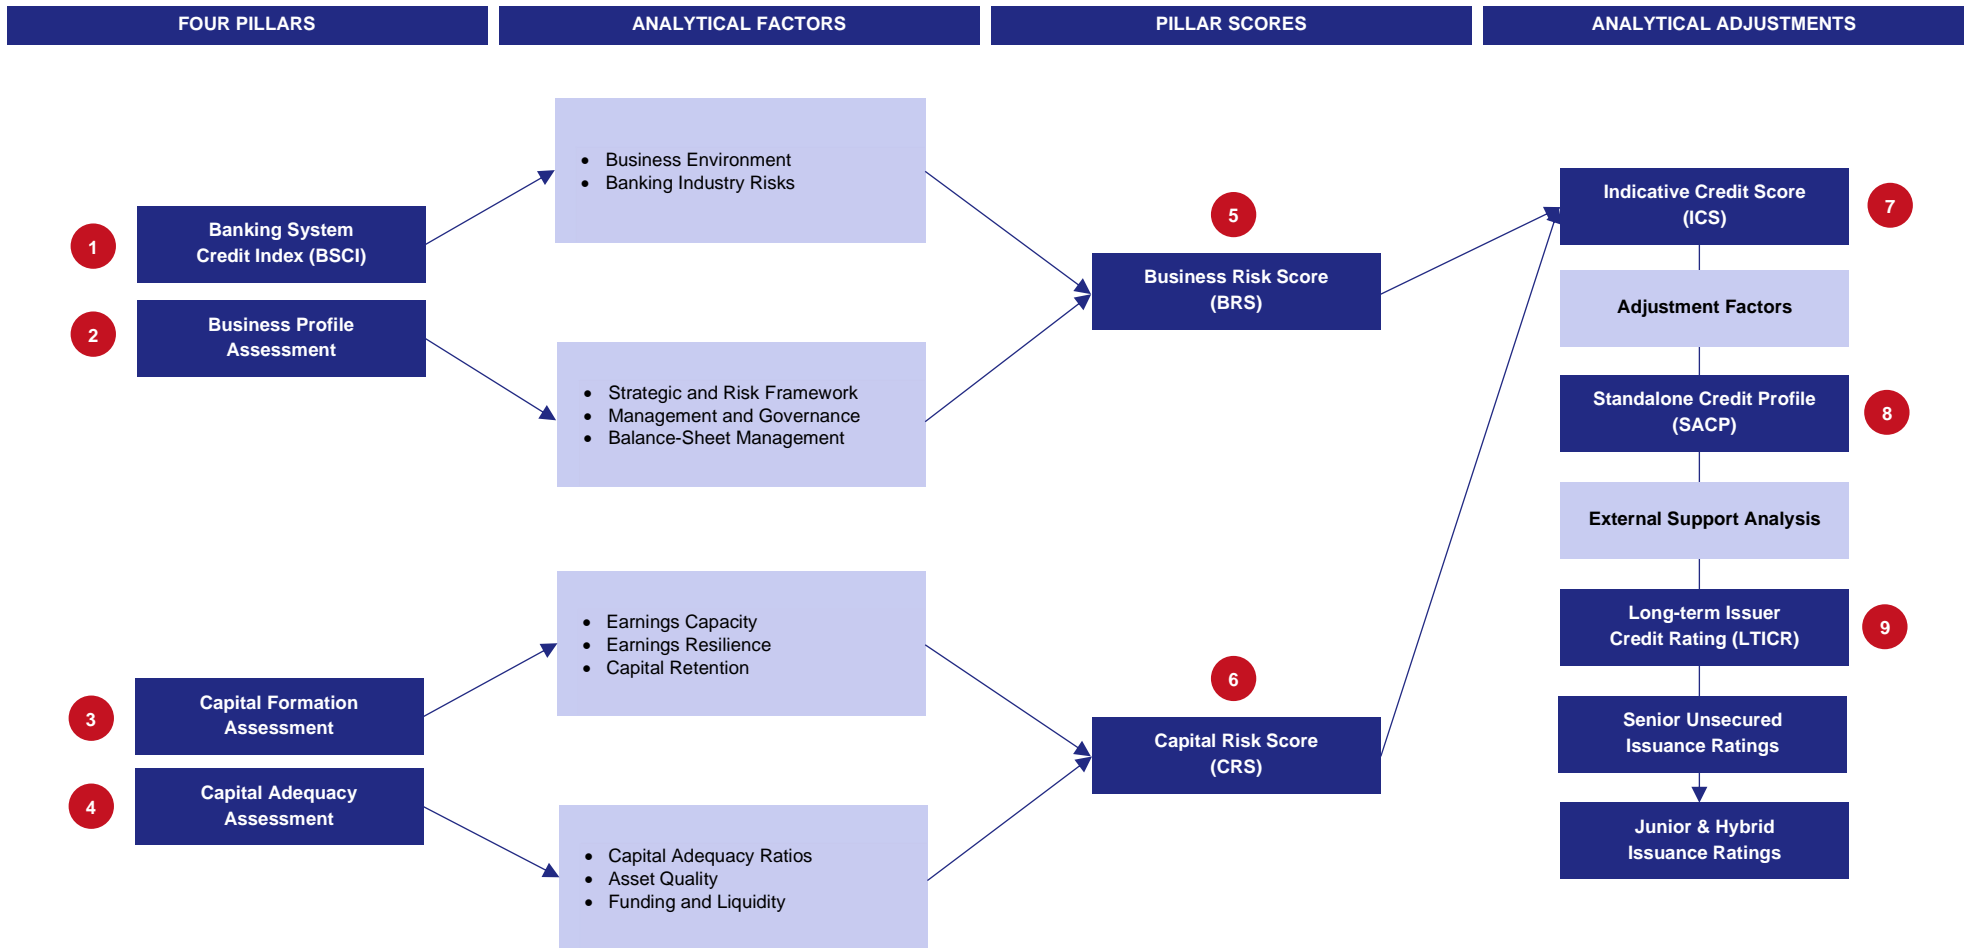 FOUR PILLARS
ANALYTICAL FACTORS
PILLAR SCORES
ANALYTICAL ADJUSTMENTS
1
Banking System
Credit Index (BSCI)
2
Business Profile
Assessment
3
Capital Formation
Assessment
4
Capital Adequacy
Assessment
• Business Environment
• Banking Industry Risks
• Strategic and Risk Framework
• Management and Governance
• Balance-Sheet Management
• Earnings Capacity
• Earnings Resilience
• Capital Retention
• Capital Adequacy Ratios
• Asset Quality
• Funding and Liquidity
5
Business Risk Score
(BRS)
6
Capital Risk Score
(CRS)
Indicative Credit Score
(ICS)
7
Adjustment Factors
Standalone Credit Profile
(SACP)
8
External Support Analysis
Long-term Issuer
Credit Rating (LTICR)
9
Senior Unsecured
Issuance Ratings
Junior & Hybrid
Issuance Ratings